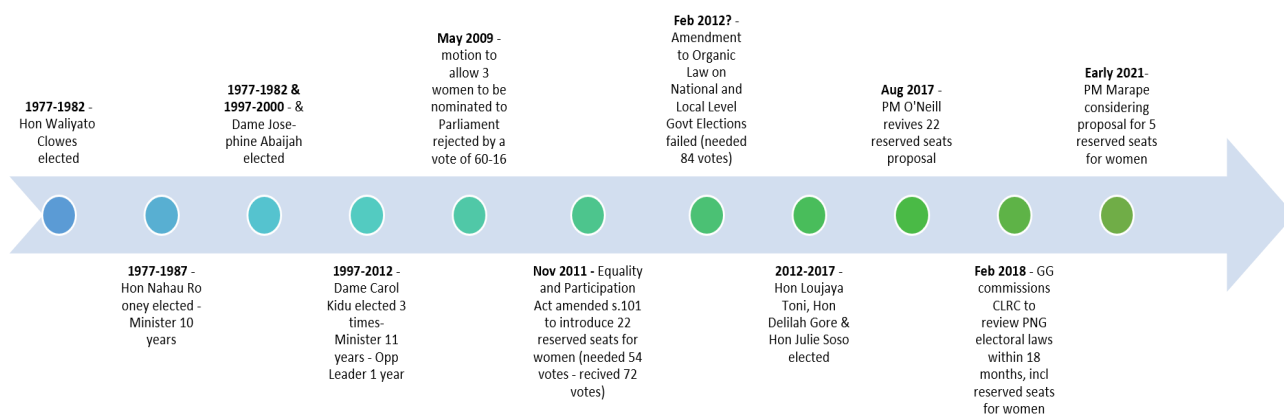 1977-1982 -
Hon Waliyato
Clowes
elected
1977-1987 -
Hon Nahau Ro
oney elected -
Minister 10
years
1977-1982 &
1997-2000 - &
Dame Jose-
phine Abaijah
elected
1997-2012 -
Dame Carol
Kidu elected 3
times-
Minister 11
years - Opp
Leader 1 year
May 2009 -
motion to
allow 3
women to be
nominated to
Parliament
rejected by a
vote of 60-16
Nov 2011 - Equality
and Participation
Act amended s.101
to introduce 22
reserved seats for
women (needed 54
votes - recived 72
votes)
Feb 2012? -
Amendment
to Organic
Law on
National and
Local Level
Govt Elections
failed (needed
84 votes)
2012-2017 -
Hon Loujaya
Toni, Hon
Delilah Gore &
Hon Julie Soso
elected
Aug 2017 -
PM O'Neill
revives 22
reserved seats
proposal
Feb 2018 - GG
commissions
CLRC to
review PNG
electoral laws
within 18
months, incl
reserved seats
for women
Early 2021-
PM Marape
considering
proposal for 5
reserved seats
for women